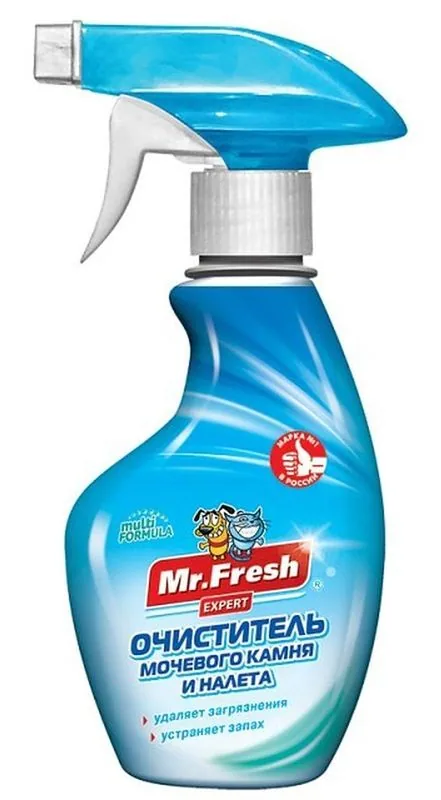 МАРКА №1
В РОССИИ
multi
FORMULA
Mr.Fresh
®
EXPERT
ОЧИСТИТЕЛЬ
МОЧЕВОГО КАМНЯ
И НАЛЕТА
удаляет загрязнения
устраняет запах